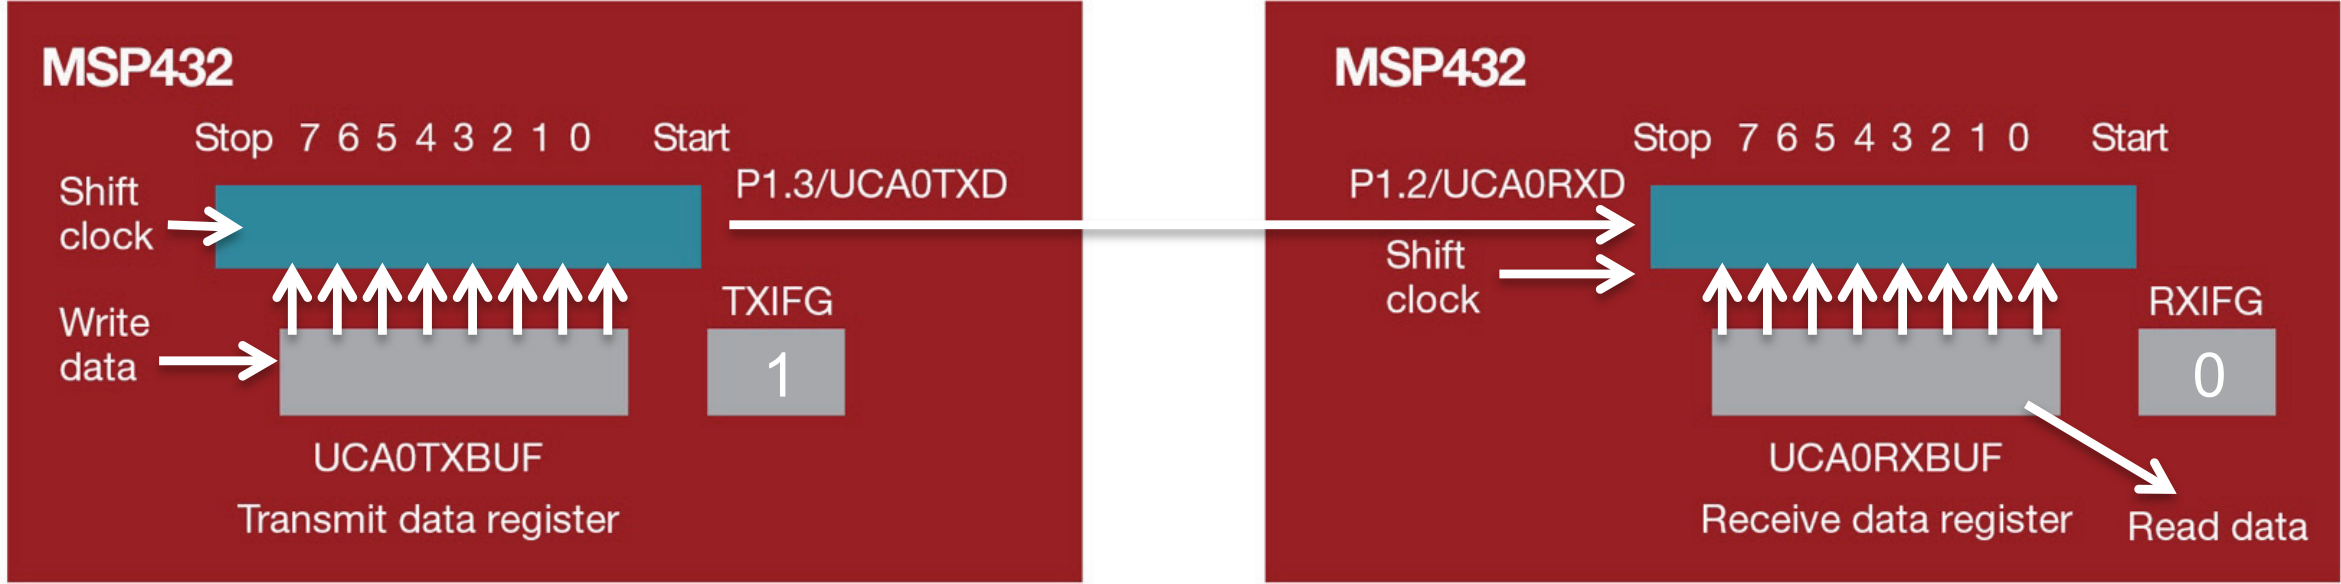 MSP432
Stop 7 6 5 4 3 2 1 0 Start
Shift
clock
P1.3/UCA0TXD
Write
data
TXIFG
1
UCA0TXBUF
Transmit data register
MSP432
Stop 7 6 5 4 3 2 1 0 Start
P1.2/UCA0RXD
Shift
clock
RXIFG
0
UCA0RXBUF
Receive data register
Read data